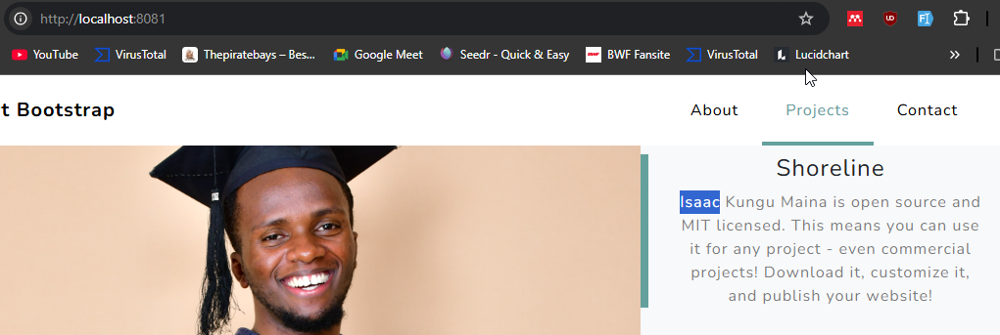 http://localhost:8081
YouTube VirusTotal Thepiratebays – Bes... Google Meet Seedr - Quick & Easy BWF Fansite VirusTotal Lucidchart
t Bootstrap About Projects Contact
Shoreline
Isaac Kungu Maina is open source and
MIT licensed. This means you can use
it for any project - even commercial
projects! Download it, customize it,
and publish your website!